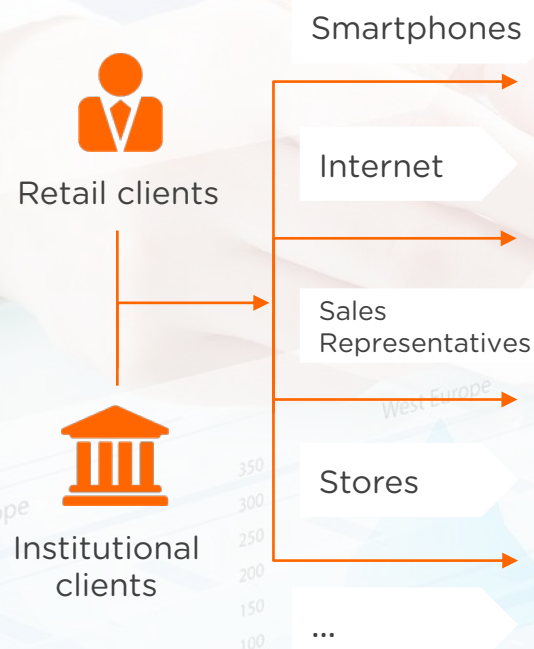 Smartphones
Retail clients
Internet
Sales
Representatives
West Europe
Stores
Institutional
clients
350
300
250
200
150
100
...